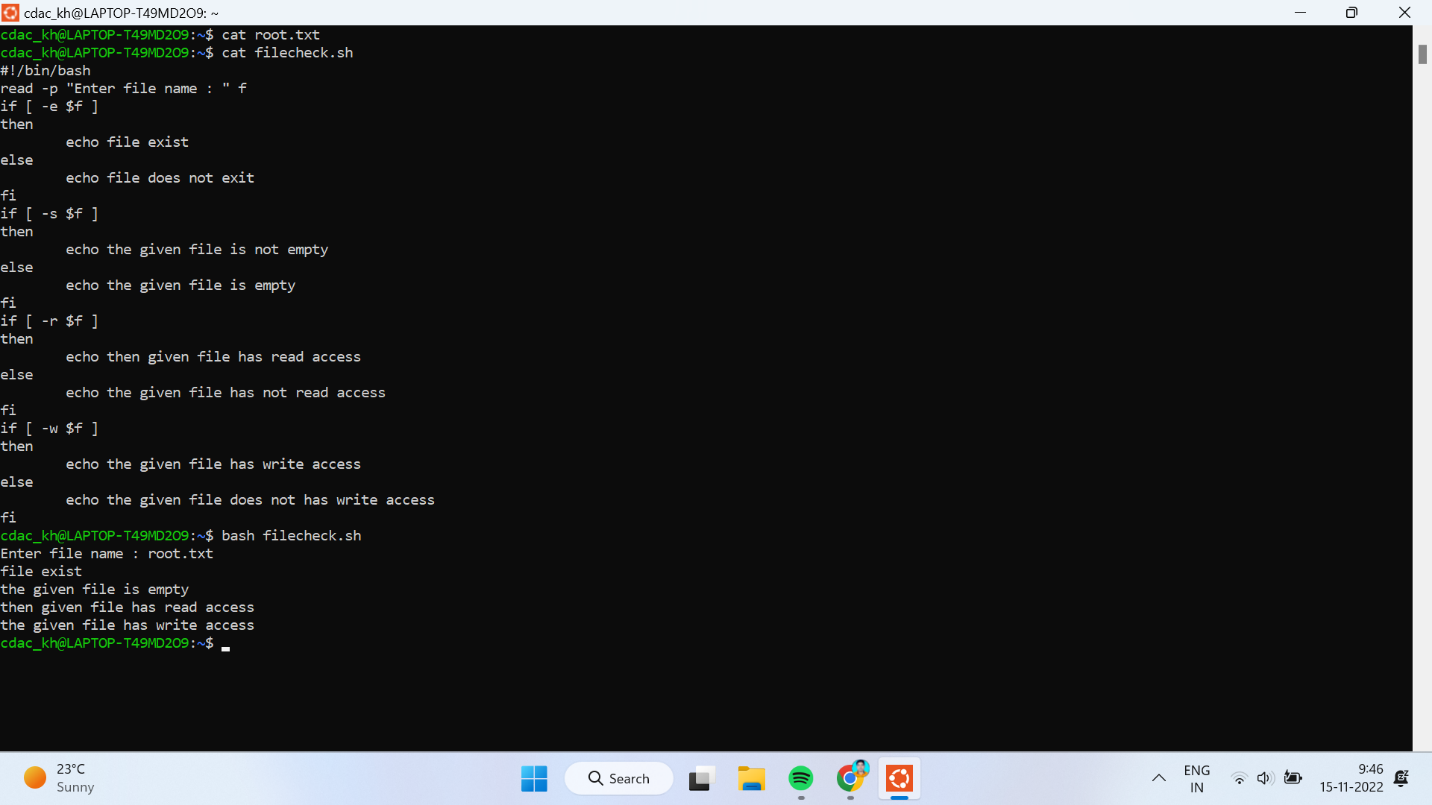 cdac_kh@LAPTOP-T49MD2O9: ~
cdac_kh@LAPTOP-T49MD2O9:~$ cat root.txt
cdac_kh@LAPTOP-T49MD2O9:~$ cat filecheck.sh
#!/bin/bash
read -p "Enter file name : " f
if [ -e $f ]
then
        echo file exist
else
        echo file does not exit
fi
if [ -s $f ]
then
        echo the given file is not empty
else
        echo the given file is empty
fi
if [ -r $f ]
then
        echo then given file has read access
else
        echo the given file has not read access
fi
if [ -w $f ]
then
        echo the given file has write access
else
        echo the given file does not has write access
fi
cdac_kh@LAPTOP-T49MD2O9:~$ bash filecheck.sh
Enter file name : root.txt
file exist
the given file is empty
then given file has read access
the given file has write access
cdac_kh@LAPTOP-T49MD2O9:~$
23°C
Sunny
Search
ENG
IN
9:46
15-11-2022